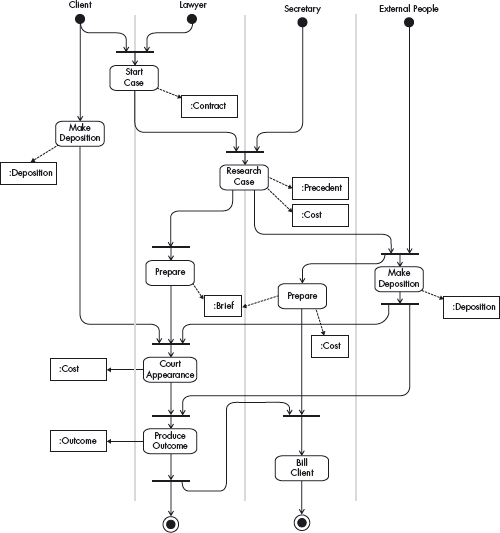 Client
Lawyer
Secretary
External People
Start
Case
:Contract
Make
Deposition
:Deposition
Research
Case
:Precedent
:Cost
Prepare
:Brief
Prepare
Make
Deposition
:Deposition
:Cost
:Cost
Court
Appearance
:Outcome
Produce
Outcome
Bill
Client